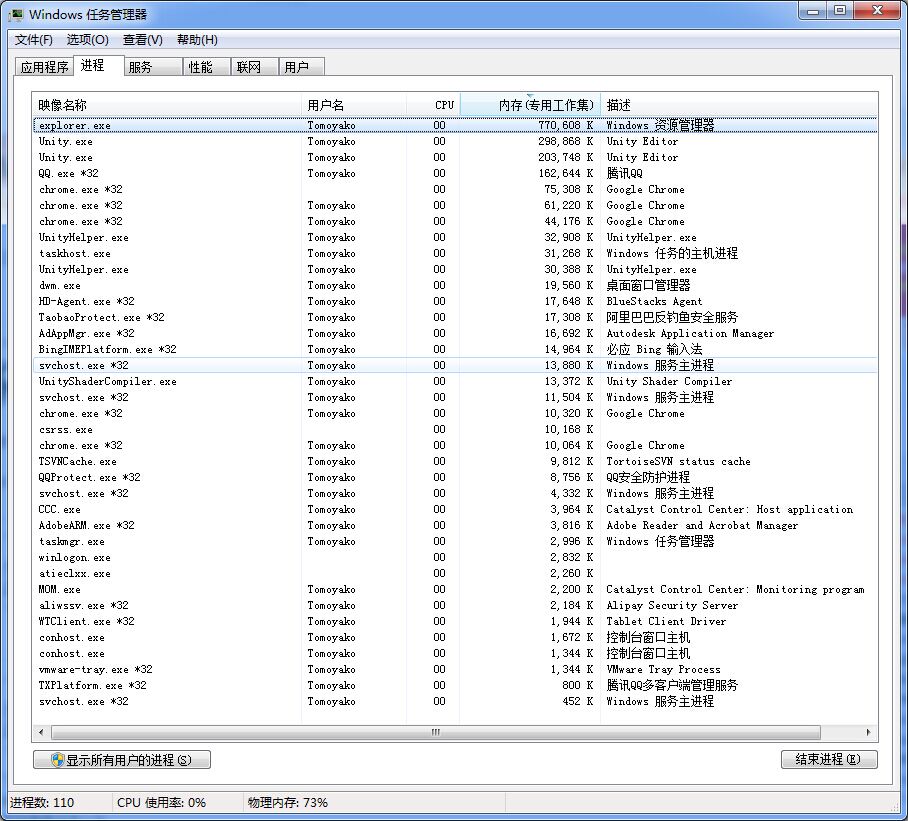 Windows 任务管理器
文件(F) 选项(O) 查看(V) 帮助(H)
应用程序 进程 服务 性能 联网 用户
映像名称 用户名 CPU 内存(专用工作集) 描述
explorer.exe Tomoyako 00 770,608 K Windows 资源管理器
Unity.exe Tomoyako 00 298,868 K Unity Editor
Unity.exe Tomoyako 00 203,748 K Unity Editor
QQ.exe *32 Tomoyako 00 162,644 K 腾讯QQ
chrome.exe *32 00 75,308 K Google Chrome
chrome.exe *32 Tomoyako 00 61,220 K Google Chrome
chrome.exe *32 Tomoyako 00 44,176 K Google Chrome
UnityHelper.exe Tomoyako 00 32,908 K UnityHelper.exe
taskhost.exe Tomoyako 00 31,268 K Windows 任务的主机进程
UnityHelper.exe Tomoyako 00 30,388 K UnityHelper.exe
dwm.exe Tomoyako 00 19,560 K 桌面窗口管理器
HD-Agent.exe *32 Tomoyako 00 17,648 K BlueStacks Agent
TaobaoProtect.exe *32 Tomoyako 00 17,308 K 阿里巴巴反钓鱼安全服务
AdAppMgr.exe *32 Tomoyako 00 16,692 K Autodesk Application Manager
BingIMEPlatform.exe *32 Tomoyako 00 14,964 K 必应 Bing 输入法
svchost.exe *32 Tomoyako 00 13,880 K Windows 服务主进程
UnityShaderCompiler.exe Tomoyako 00 13,372 K Unity Shader Compiler
svchost.exe *32 Tomoyako 00 11,504 K Windows 服务主进程
chrome.exe *32 Tomoyako 00 10,320 K Google Chrome
csrss.exe 00 10,168 K
chrome.exe *32 Tomoyako 00 10,064 K Google Chrome
TSVNCache.exe Tomoyako 00 9,812 K TortoiseSVN status cache
QQProtect.exe *32 Tomoyako 00 8,756 K QQ安全防护进程
svchost.exe *32 Tomoyako 00 4,332 K Windows 服务主进程
CCC.exe Tomoyako 00 3,964 K Catalyst Control Center: Host application
AdobeARM.exe *32 Tomoyako 00 3,816 K Adobe Reader and Acrobat Manager
taskmgr.exe Tomoyako 00 2,996 K Windows 任务管理器
winlogon.exe 00 2,832 K
atieclxx.exe 00 2,260 K
MOM.exe Tomoyako 00 2,200 K Catalyst Control Center: Monitoring program
aliwssv.exe *32 Tomoyako 00 2,184 K Alipay Security Server
WTClient.exe *32 Tomoyako 00 1,944 K Tablet Client Driver
conhost.exe Tomoyako 00 1,672 K 控制台窗口主机
conhost.exe Tomoyako 00 1,344 K 控制台窗口主机
vmware-tray.exe *32 Tomoyako 00 1,344 K VMware Tray Process
TXPlatform.exe *32 Tomoyako 00 800 K 腾讯QQ多客户端管理服务
svchost.exe *32 Tomoyako 00 452 K Windows 服务主进程
显示所有用户的进程(S) 结束进程(E)
进程数: 110 CPU 使用率: 0% 物理内存: 73%